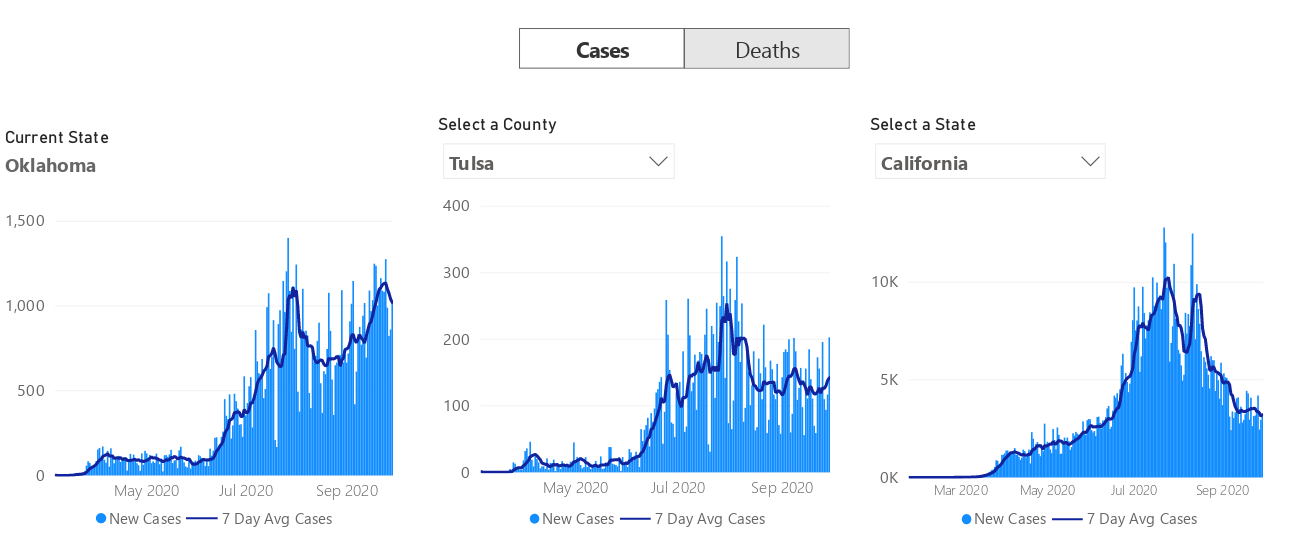 Cases Deaths
Current State
Oklahoma
1,500
1,000
500
0
May 2020 Jul 2020 Sep 2020
New Cases 7 Day Avg Cases
Select a County
Tulsa
400
300
200
100
0
May 2020 Jul 2020 Sep 2020
New Cases 7 Day Avg Cases
Select a State
California
10K
5K
0K
Mar 2020 May 2020 Jul 2020 Sep 2020
New Cases 7 Day Avg Cases